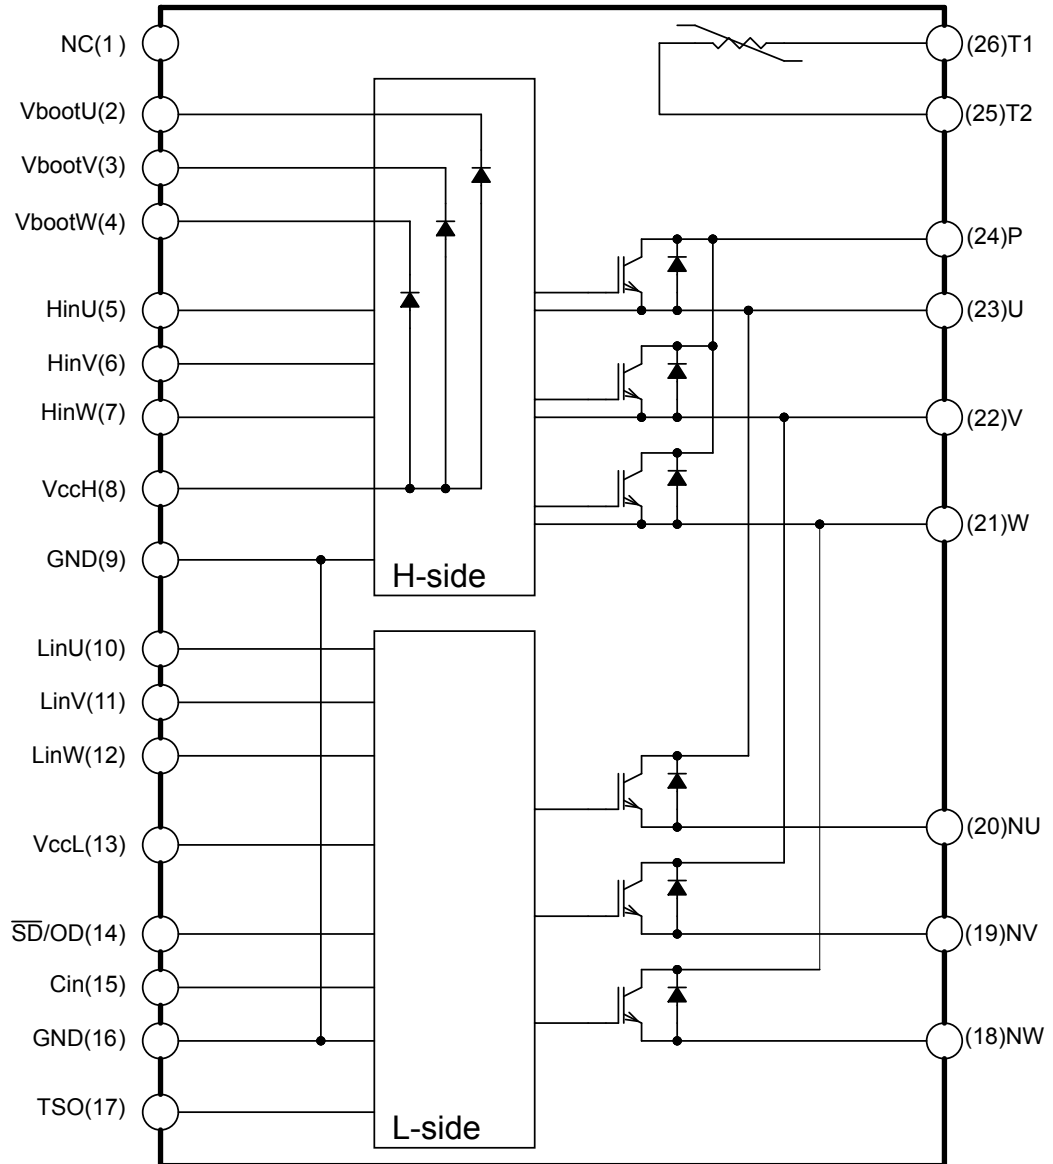 NC(1)
VbootU(2)
VbootV(3)
VbootW(4)
HinU(5)
HinV(6)
HinW(7)
VccH(8)
GND(9)
LinU(10)
LinV(11)
LinW(12)
VccL(13)
S̅D̅/OD(14)
Cin(15)
GND(16)
TSO(17)
H-side
L-side
(26)T1
(25)T2
(24)P
(23)U
(22)V
(21)W
(20)NU
(19)NV
(18)NW